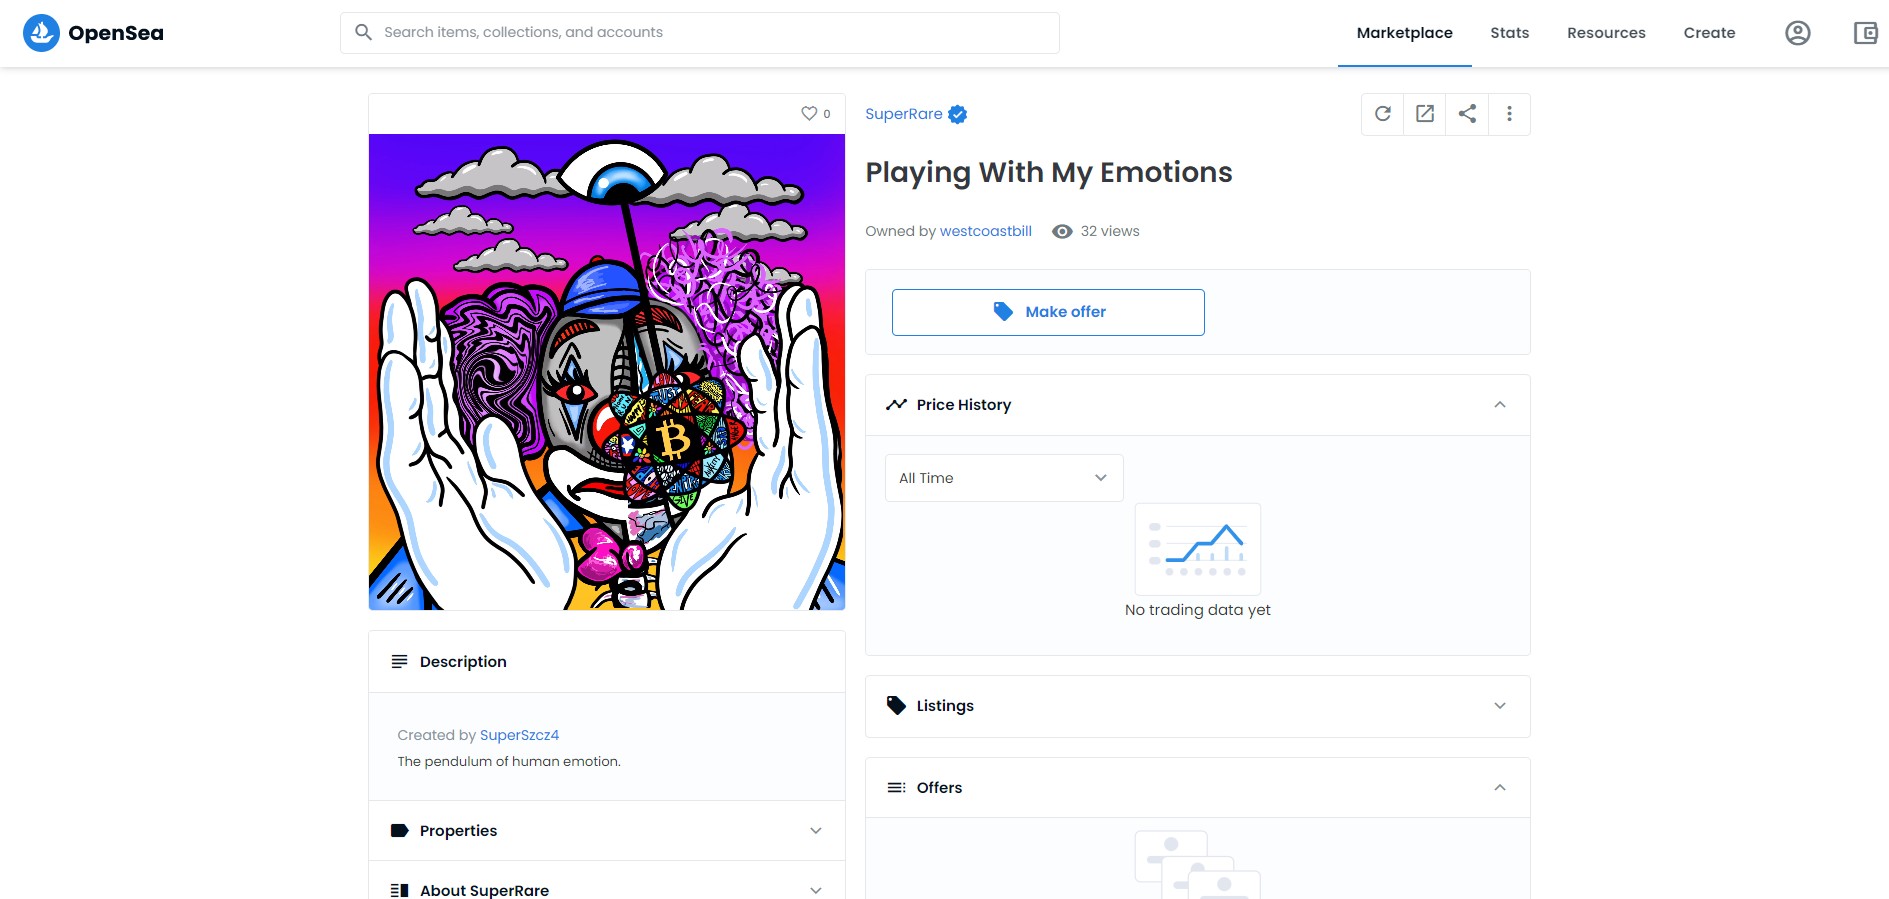 OpenSea
Search items, collections, and accounts
Marketplace
Stats
Resources
Create
0
SuperRare
Playing With My Emotions
Owned by westcoastbill
32 views
Make offer
Price History
All Time
No trading data yet
Listings
Offers
Description
Created by SuperSzcz4
The pendulum of human emotion.
Properties
About SuperRare